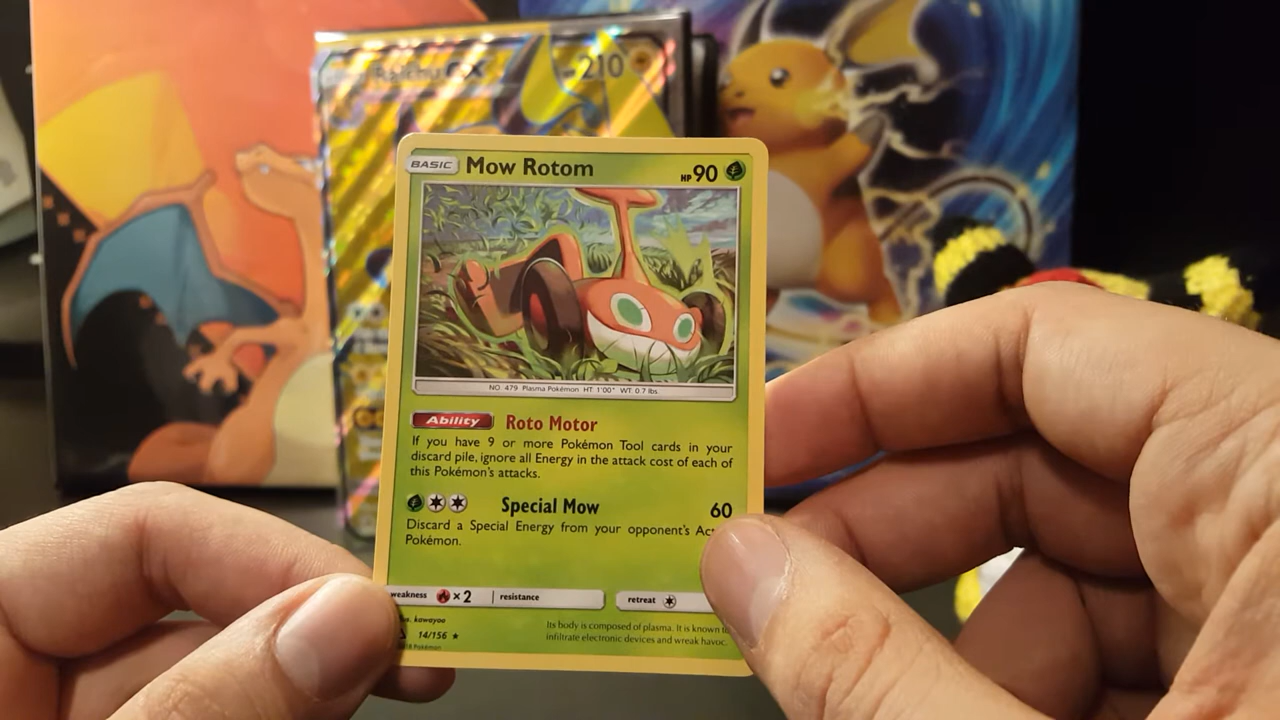 Raichu GX 210
BASIC Mow Rotom HP 90
NO. 479 Plasma Pokémon HT: 1'00" WT: 0.7 lbs
Ability Roto Motor
If you have 9 or more Pokémon Tool cards in your
discard pile, ignore all Energy in the attack cost of each of
this Pokémon's attacks.
Special Mow 60
Discard a Special Energy from your opponent's
Pokémon.
weakness ×2 resistance retreat
kawayoo
14/156
Pokémon
Its body is composed of plasma. It is known to
infiltrate electronic devices and wreak havoc.